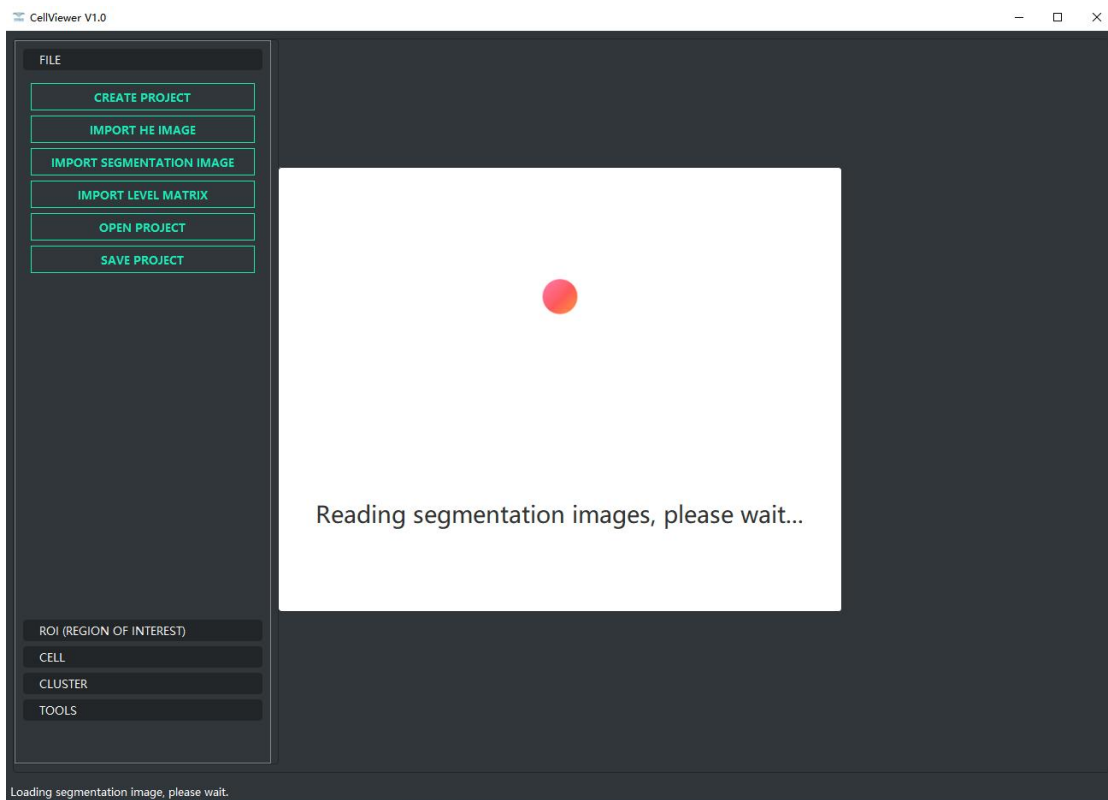 CellViewer V1.0
FILE
CREATE PROJECT
IMPORT HE IMAGE
IMPORT SEGMENTATION IMAGE
IMPORT LEVEL MATRIX
OPEN PROJECT
SAVE PROJECT
Reading segmentation images, please wait...
ROI (REGION OF INTEREST)
CELL
CLUSTER
TOOLS
Loading segmentation image, please wait.